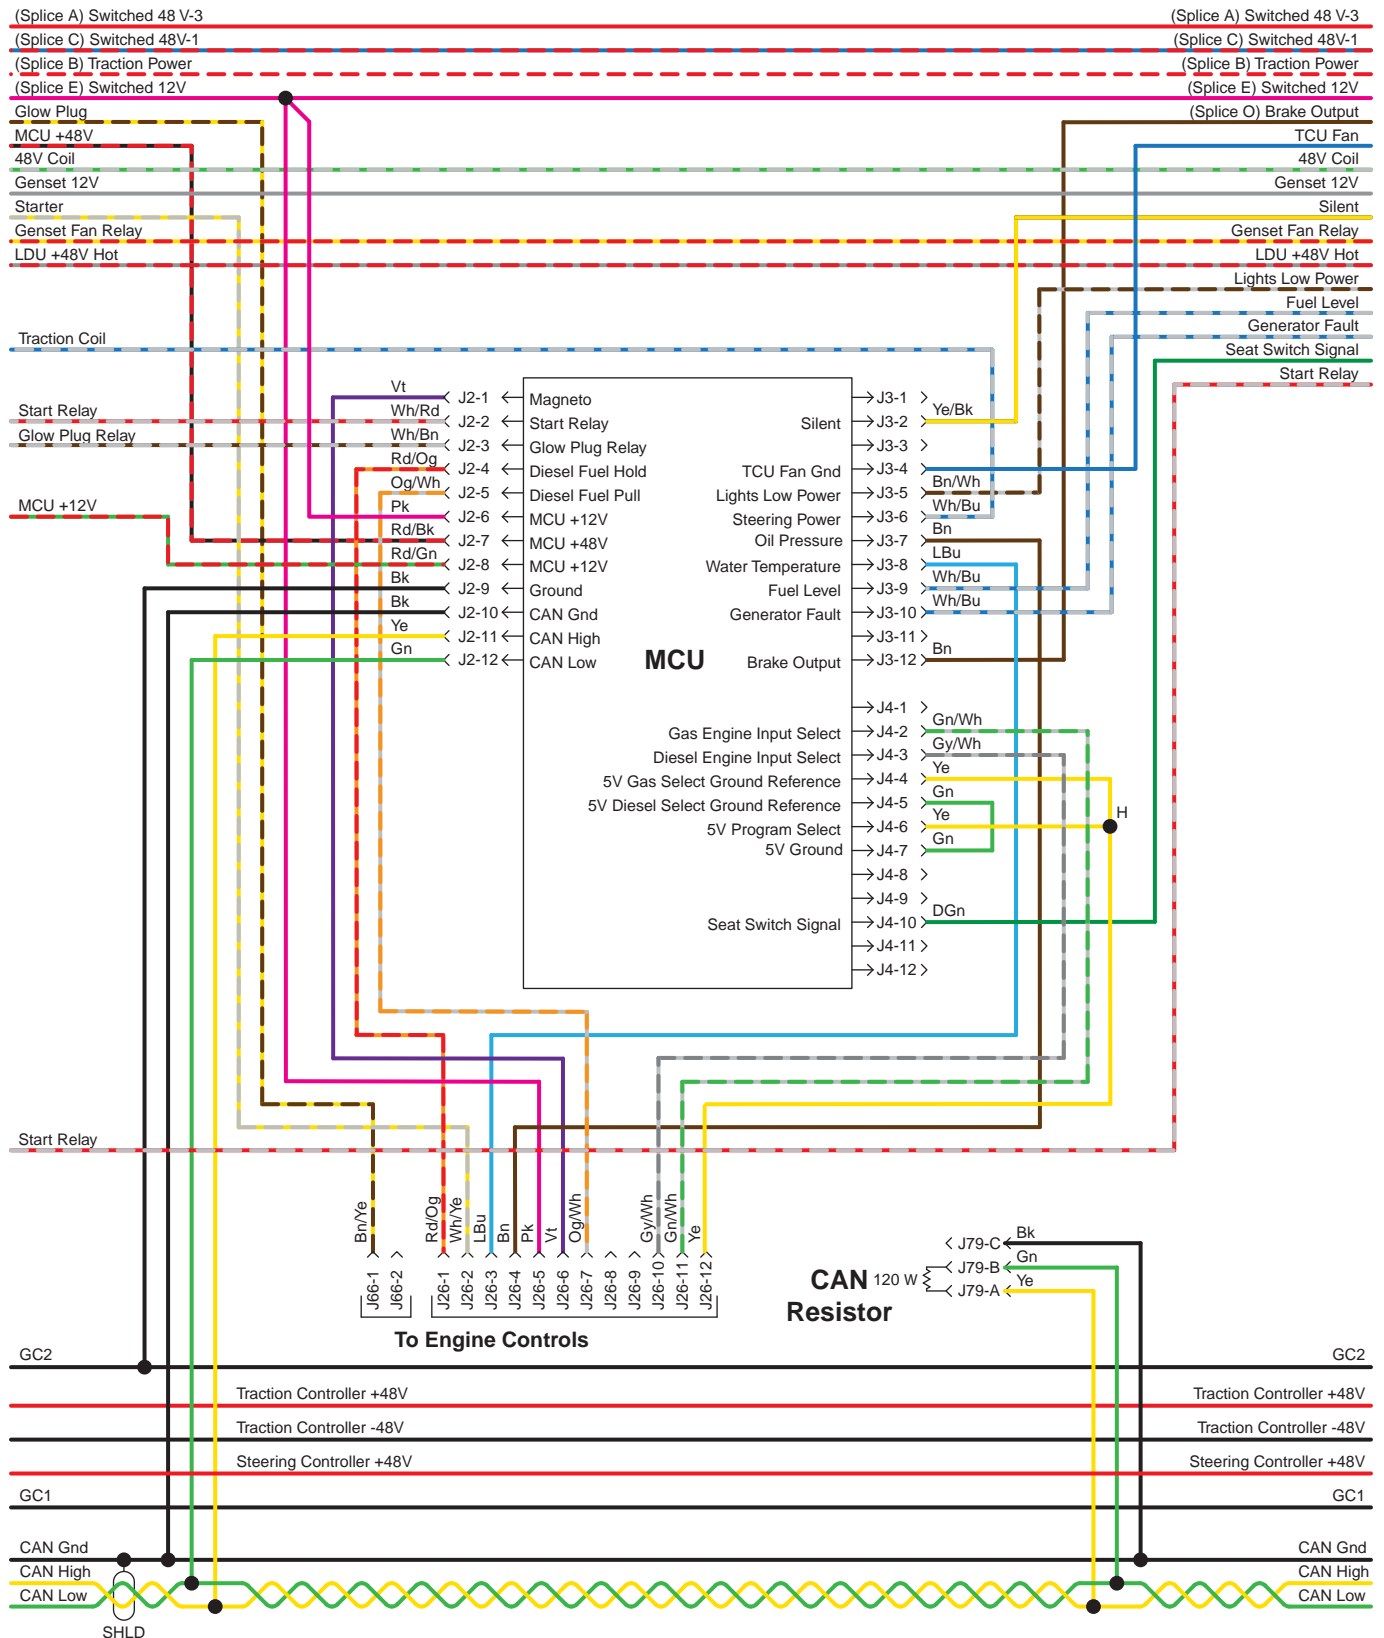 (Splice A) Switched 48 V-3
(Splice A) Switched 48 V-3
(Splice C) Switched 48V-1
(Splice C) Switched 48V-1
(Splice B) Traction Power
(Splice B) Traction Power
(Splice E) Switched 12V
(Splice E) Switched 12V
Glow Plug
(Splice O) Brake Output
MCU +48V
TCU Fan
48V Coil
48V Coil
Genset 12V
Genset 12V
Starter
Silent
Genset Fan Relay
Genset Fan Relay
LDU +48V Hot
LDU +48V Hot
Lights Low Power
Fuel Level
Generator Fault
Traction Coil
Seat Switch Signal
Start Relay
Start Relay
Glow Plug Relay
MCU +12V
Vt J2-1 Magneto
Wh/Rd J2-2 Start Relay
Wh/Bn J2-3 Glow Plug Relay
Rd/Og J2-4 Diesel Fuel Hold
Og/Wh J2-5 Diesel Fuel Pull
Pk J2-6 MCU +12V
Rd/Bk J2-7 MCU +48V
Rd/Gn J2-8 MCU +12V
Bk J2-9 Ground
Bk J2-10 CAN Gnd
Ye J2-11 CAN High
Gn J2-12 CAN Low
MCU
J3-1
Silent J3-2 Ye/Bk
J3-3
TCU Fan Gnd J3-4
Lights Low Power J3-5 Bn/Wh
Steering Power J3-6 Wh/Bu
Oil Pressure J3-7 Bn
Water Temperature J3-8 LBu
Fuel Level J3-9 Wh/Bu
Generator Fault J3-10 Wh/Bu
J3-11
Brake Output J3-12 Bn
J4-1
Gas Engine Input Select J4-2 Gn/Wh
Diesel Engine Input Select J4-3 Gy/Wh
5V Gas Select Ground Reference J4-4 Ye
5V Diesel Select Ground Reference J4-5 Gn
5V Program Select J4-6 Ye
H
5V Ground J4-7 Gn
J4-8
J4-9
Seat Switch Signal J4-10 DGn
J4-11
J4-12
Start Relay
Bn/Ye J66-1
J66-2
Rd/Og J26-1
Wh/Ye J26-2
LBu J26-3
Bn J26-4
Pk J26-5
Vt J26-6
Og/Wh J26-7
J26-8
J26-9
Gy/Wh J26-10
Gn/Wh J26-11
Ye J26-12
To Engine Controls
J79-C Bk
J79-B Gn
J79-A Ye
CAN
Resistor
120 W
GC2
GC2
Traction Controller +48V
Traction Controller +48V
Traction Controller -48V
Traction Controller -48V
Steering Controller +48V
Steering Controller +48V
GC1
GC1
CAN Gnd
CAN Gnd
CAN High
CAN High
CAN Low
CAN Low
SHLD